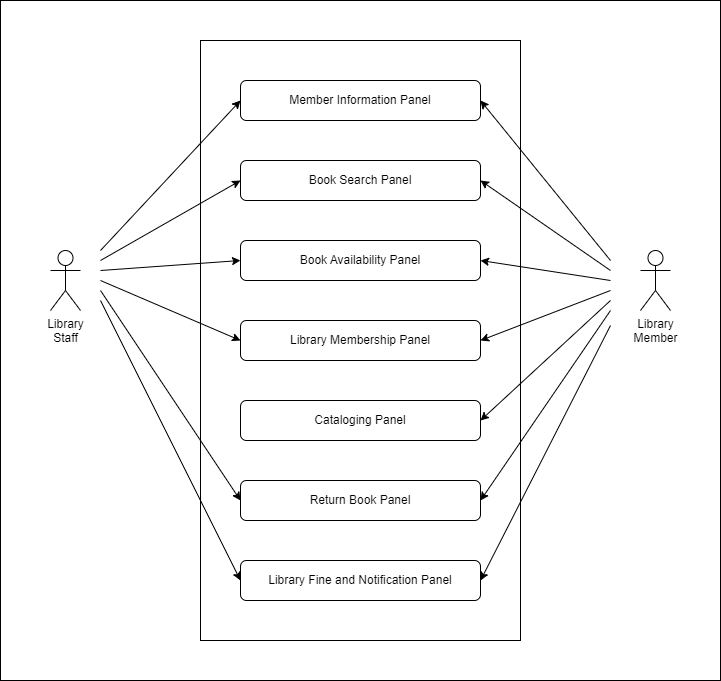 Member Information Panel
Book Search Panel
Book Availability Panel
Library Membership Panel
Cataloging Panel
Return Book Panel
Library Fine and Notification Panel
Library
Staff
Library
Member